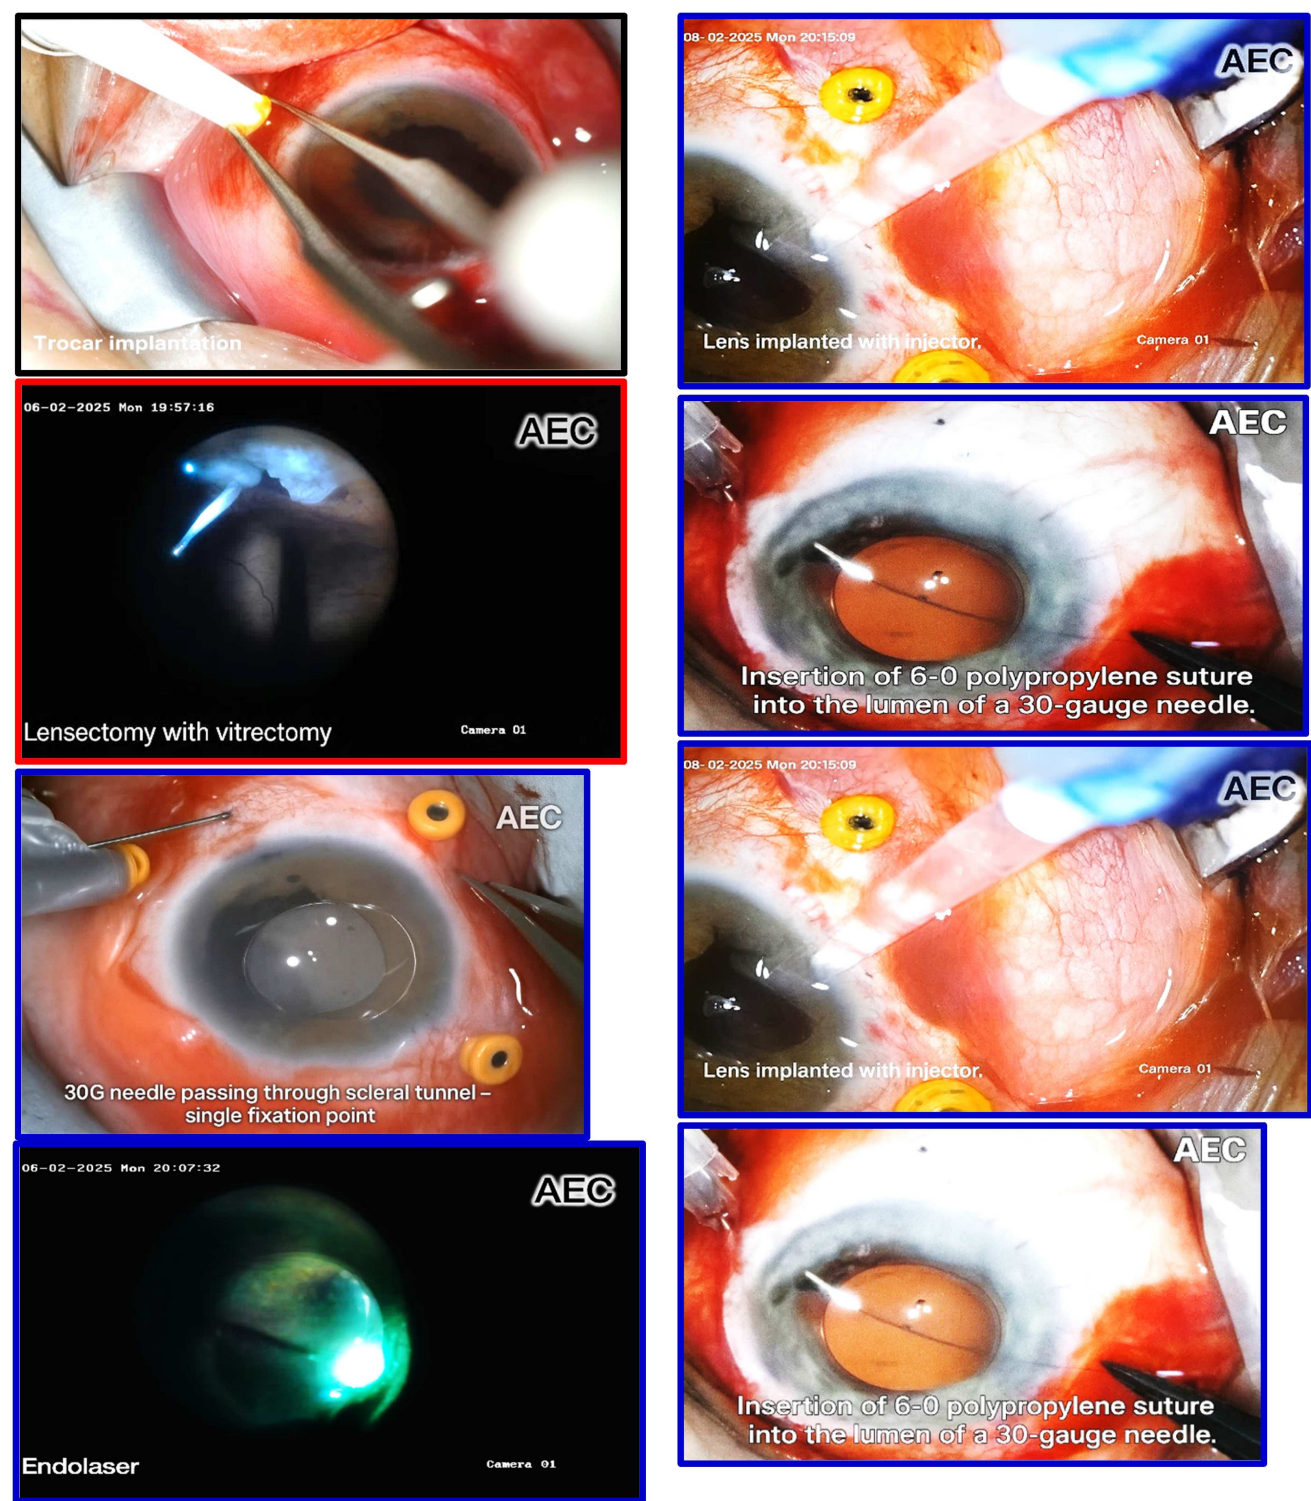 Trocar implantation
06-02-2025 Mon 19:57:16
AEC
Lensectomy with vitrectomy
Camera 01
AEC
30G needle passing through scleral tunnel –
single fixation point
06-02-2025 Mon 20:07:32
AEC
Endolaser
Camera 01
08-02-2025 Mon 20:15:09
AEC
Lens implanted with injector.
Camera 01
AEC
Insertion of 6-0 polypropylene suture
into the lumen of a 30-gauge needle.
08-02-2025 Mon 20:15:09
AEC
Lens implanted with injector.
Camera 01
AEC
Insertion of 6-0 polypropylene suture
into the lumen of a 30-gauge needle.